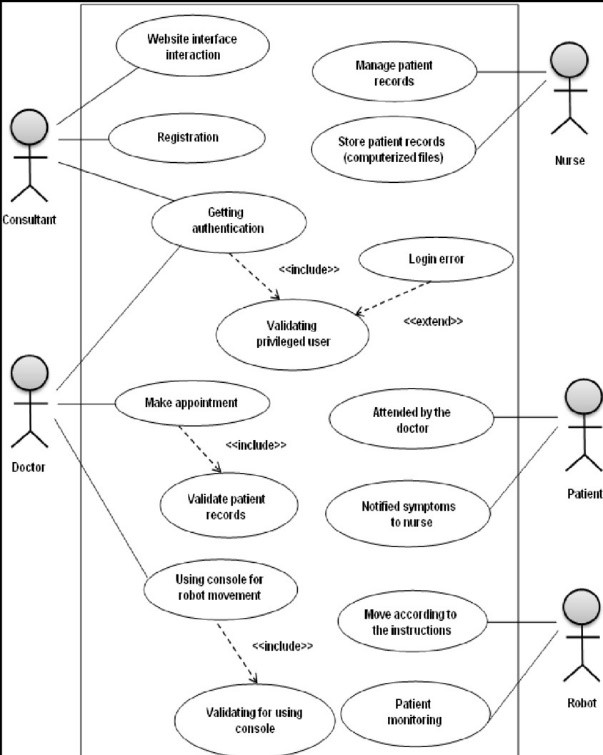 Website interface
interaction
Manage patient
records
Registration
Store patient records
(computerized files)
Nurse
Consultant
Getting
authentication
Login error
<<include>>
<<extend>>
Validating
privileged user
Make appointment
Attended by the
doctor
<<include>>
Doctor
Patient
Validate patient
records
Notified symptoms
to nurse
Using console for
robot movement
Move according to
the instructions
<<include>>
Robot
Validating for using
console
Patient
monitoring